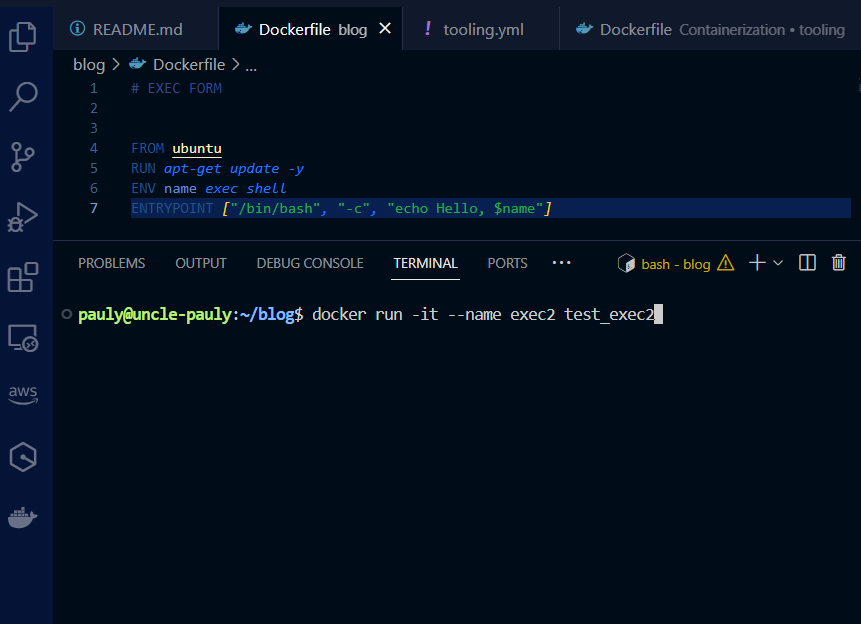 README.md
Dockerfile blog
! tooling.yml
Dockerfile Containerization • tooling
blog > Dockerfile > ...
1 # EXEC FORM
2
3
4 FROM ubuntu
5 RUN apt-get update -y
6 ENV name exec shell
7 ENTRYPOINT ["/bin/bash", "-c", "echo Hello, $name"]
PROBLEMS OUTPUT DEBUG CONSOLE TERMINAL PORTS ... bash - blog
pauly@uncle-pauly:~/blog$ docker run -it --name exec2 test_exec2
aws